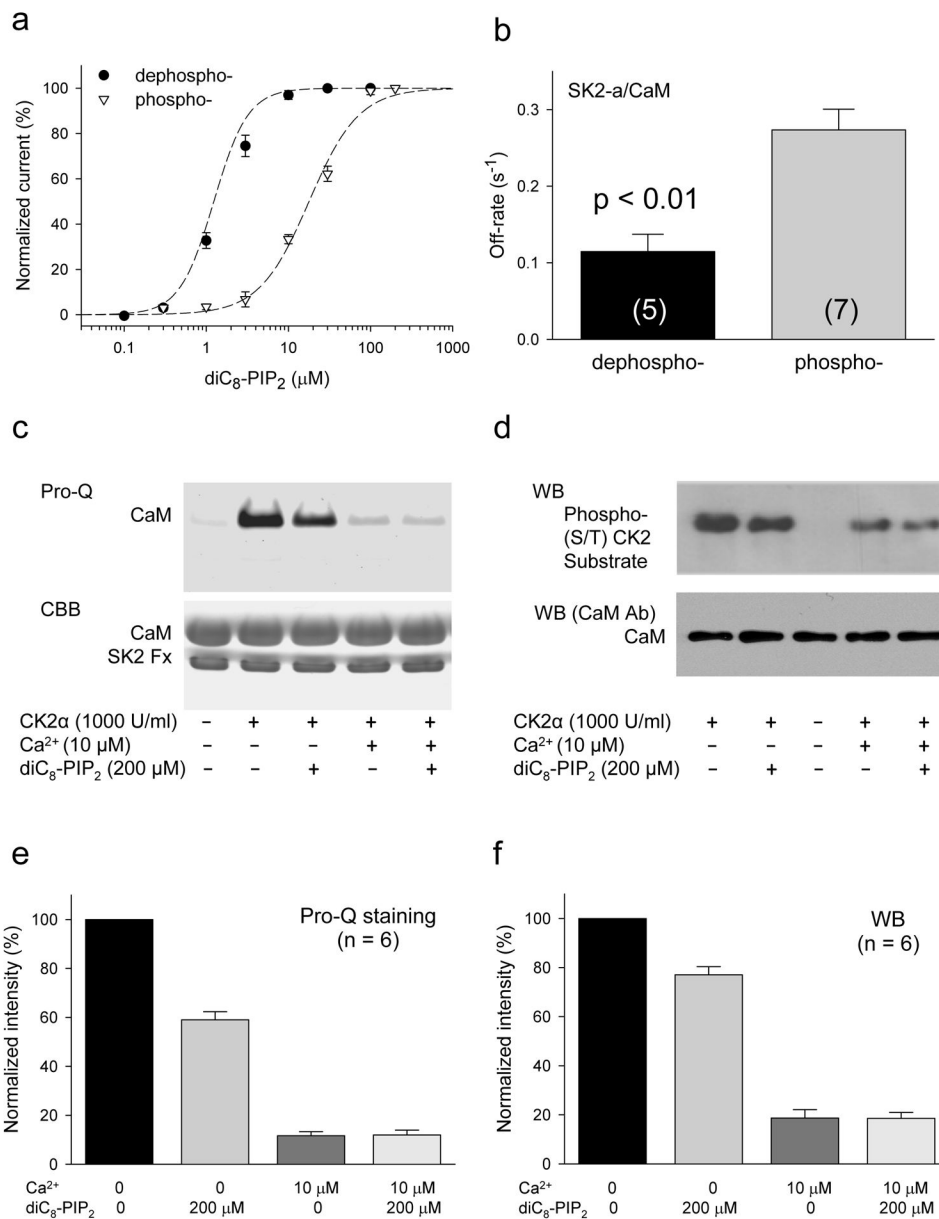 a
dephospho-
phospho-
Normalized current (%)
100
80
60
40
20
0
0.1 1 10 100 1000
diC₈-PIP₂ (μM)
b
SK2-a/CaM
p < 0.01
Off-rate (s⁻¹)
0.3
0.2
0.1
0.0
(5) (7)
dephospho- phospho-
c
Pro-Q
CaM
CBB
CaM
SK2 Fx
CK2α (1000 U/ml) – + + + +
Ca²⁺ (10 μM) – – – + +
diC₈-PIP₂ (200 μM) – – + – +
d
WB
Phospho-
(S/T) CK2
Substrate
WB (CaM Ab)
CaM
CK2α (1000 U/ml) + + – + +
Ca²⁺ (10 μM) – – – + +
diC₈-PIP₂ (200 μM) – + – – +
e
Pro-Q staining
(n = 6)
Normalized intensity (%)
100
80
60
40
20
0
Ca²⁺ 0 0 10 μM 10 μM
diC₈-PIP₂ 0 200 μM 0 200 μM
f
WB
(n = 6)
Normalized intensity (%)
100
80
60
40
20
0
Ca²⁺ 0 0 10 μM 10 μM
diC₈-PIP₂ 0 200 μM 0 200 μM